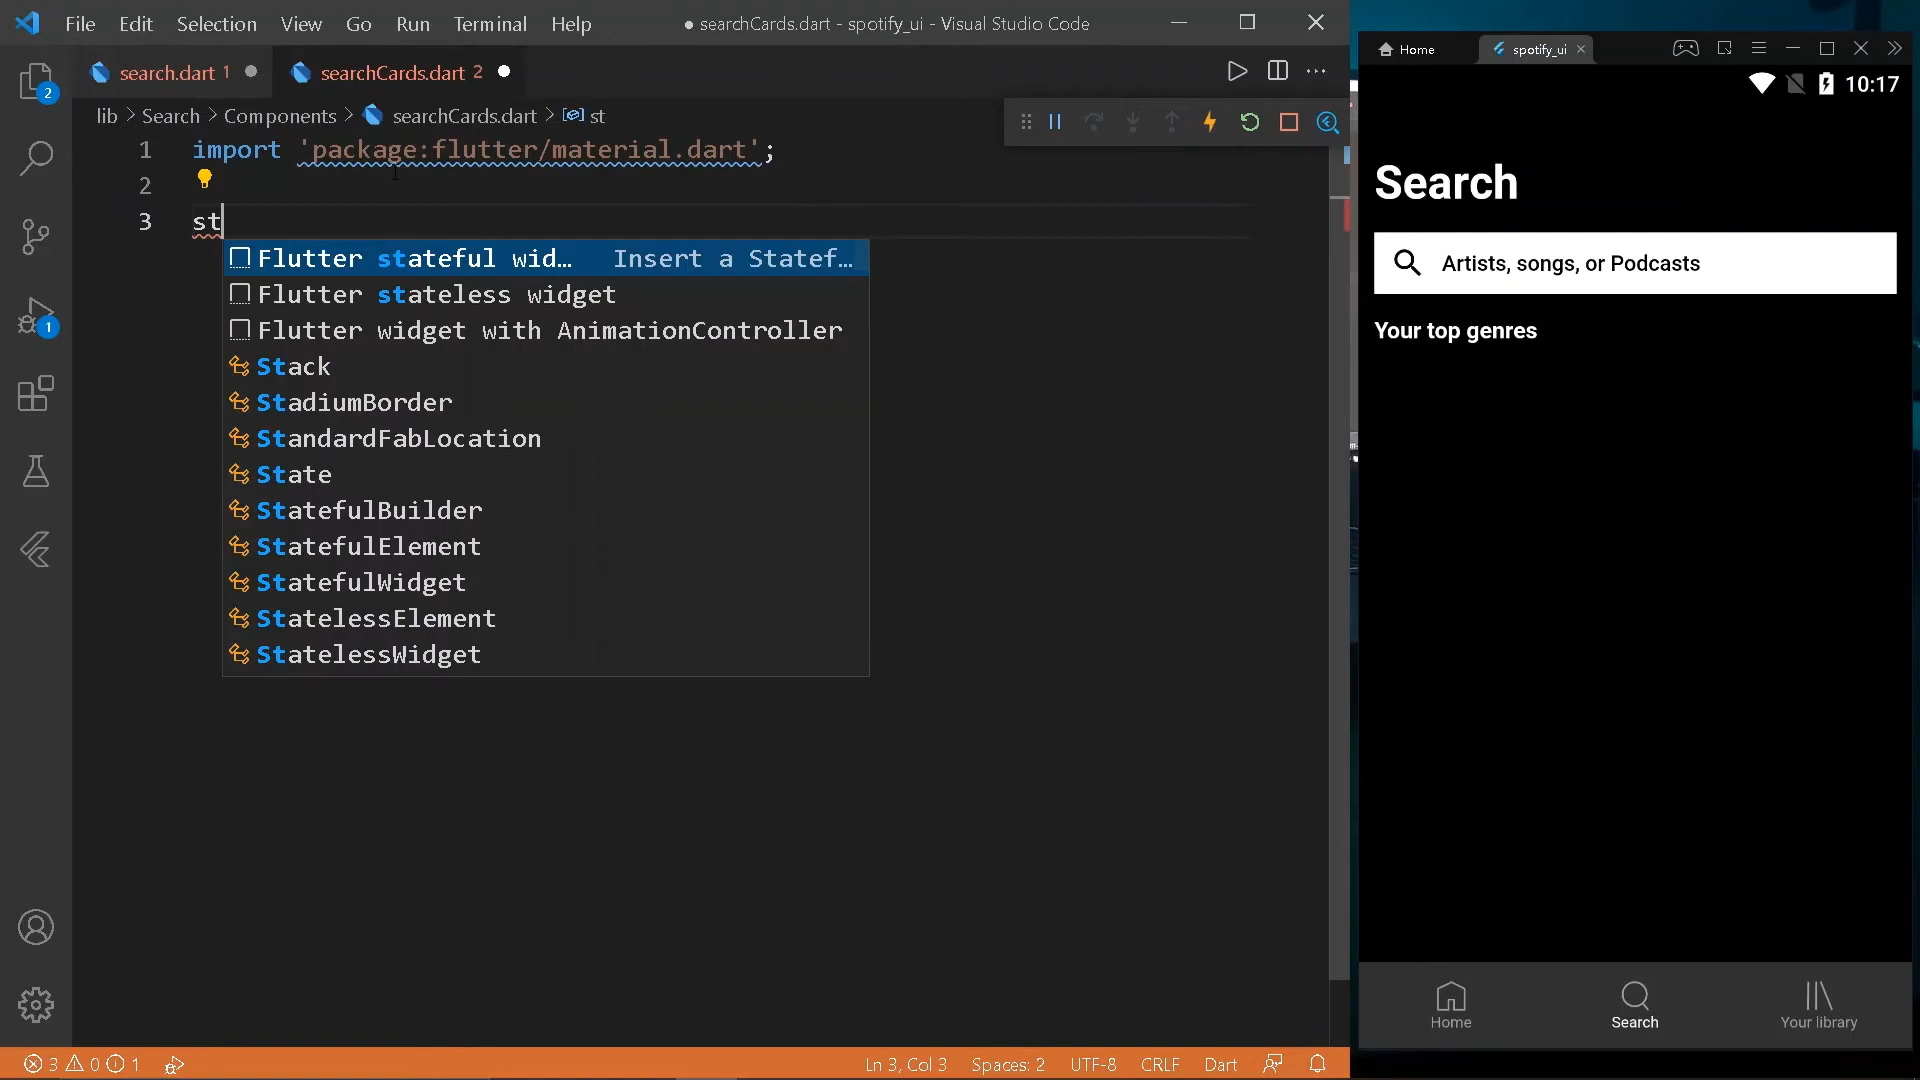 File Edit Selection View Go Run Terminal Help ● searchCards.dart - spotify_ui - Visual Studio Code
search.dart 1 searchCards.dart 2
lib > Search > Components > searchCards.dart > st
1 import 'package:flutter/material.dart';
2
3 st
Flutter stateful wid… Insert a Statef…
Flutter stateless widget
Flutter widget with AnimationController
Stack
StadiumBorder
StandardFabLocation
State
StatefulBuilder
StatefulElement
StatefulWidget
StatelessElement
StatelessWidget
2
1
3 0 1 Ln 3, Col 3 Spaces: 2 UTF-8 CRLF Dart
Home spotify_ui
10:17
Search
Artists, songs, or Podcasts
Your top genres
Home Search Your library